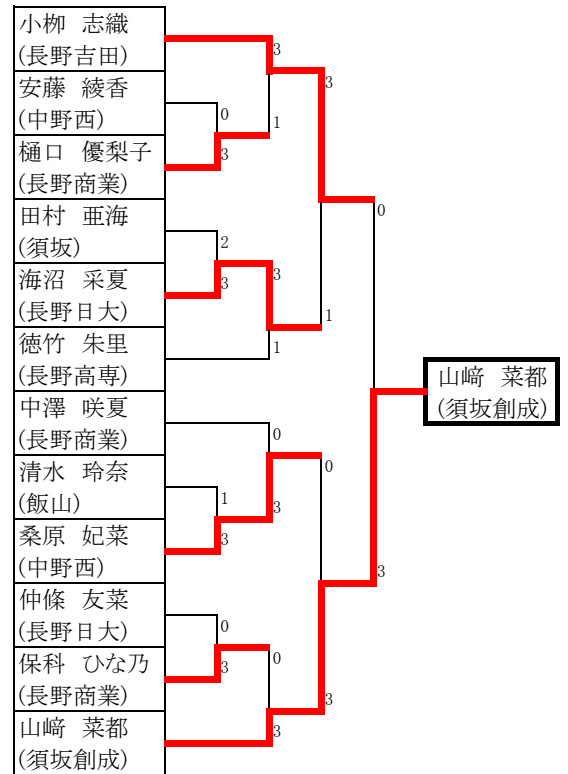 小栁 志織
(長野吉田)
安藤 綾香
(中野西)
樋口 優梨子
(長野商業)
田村 亜海
(須坂)
海沼 采夏
(長野日大)
徳竹 朱里
(長野高専)
中澤 咲夏
(長野商業)
清水 玲奈
(飯山)
桑原 妃菜
(中野西)
仲條 友菜
(長野日大)
保科 ひな乃
(長野商業)
山﨑 菜都
(須坂創成)
3
3
0
1
3
0
2
3
3
1
1
山﨑 菜都
(須坂創成)
0
0
1
3
3
3
0
0
3
3
3